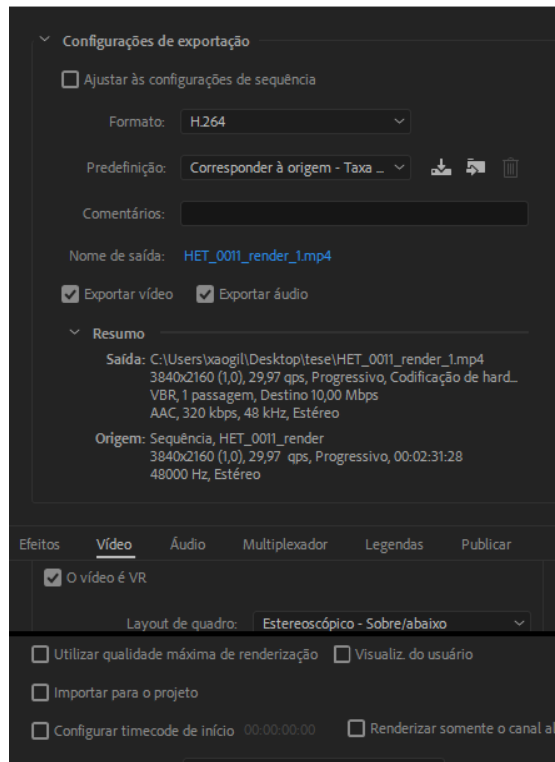 Configurações de exportação
Ajustar às configurações de sequência
Formato: H.264
Predefinição: Corresponder à origem - Taxa ...
Comentários:
Nome de saída: HET_0011_render_1.mp4
Exportar vídeo Exportar áudio
Resumo
Saída: C:\Users\xaogil\Desktop\tese\HET_0011_render_1.mp4
3840x2160 (1,0), 29,97 qps, Progressivo, Codificação de hard...
VBR, 1 passagem, Destino 10,00 Mbps
AAC, 320 kbps, 48 kHz, Estéreo
Origem: Sequência, HET_0011_render
3840x2160 (1,0), 29,97 qps, Progressivo, 00:02:31:28
48000 Hz, Estéreo
Efeitos Vídeo Áudio Multiplexador Legendas Publicar
O vídeo é VR
Layout de quadro: Estereoscópico - Sobre/abaixo
Utilizar qualidade máxima de renderização Visualiz. do usuário
Importar para o projeto
Configurar timecode de início 00:00:00:00 Renderizar somente o canal al